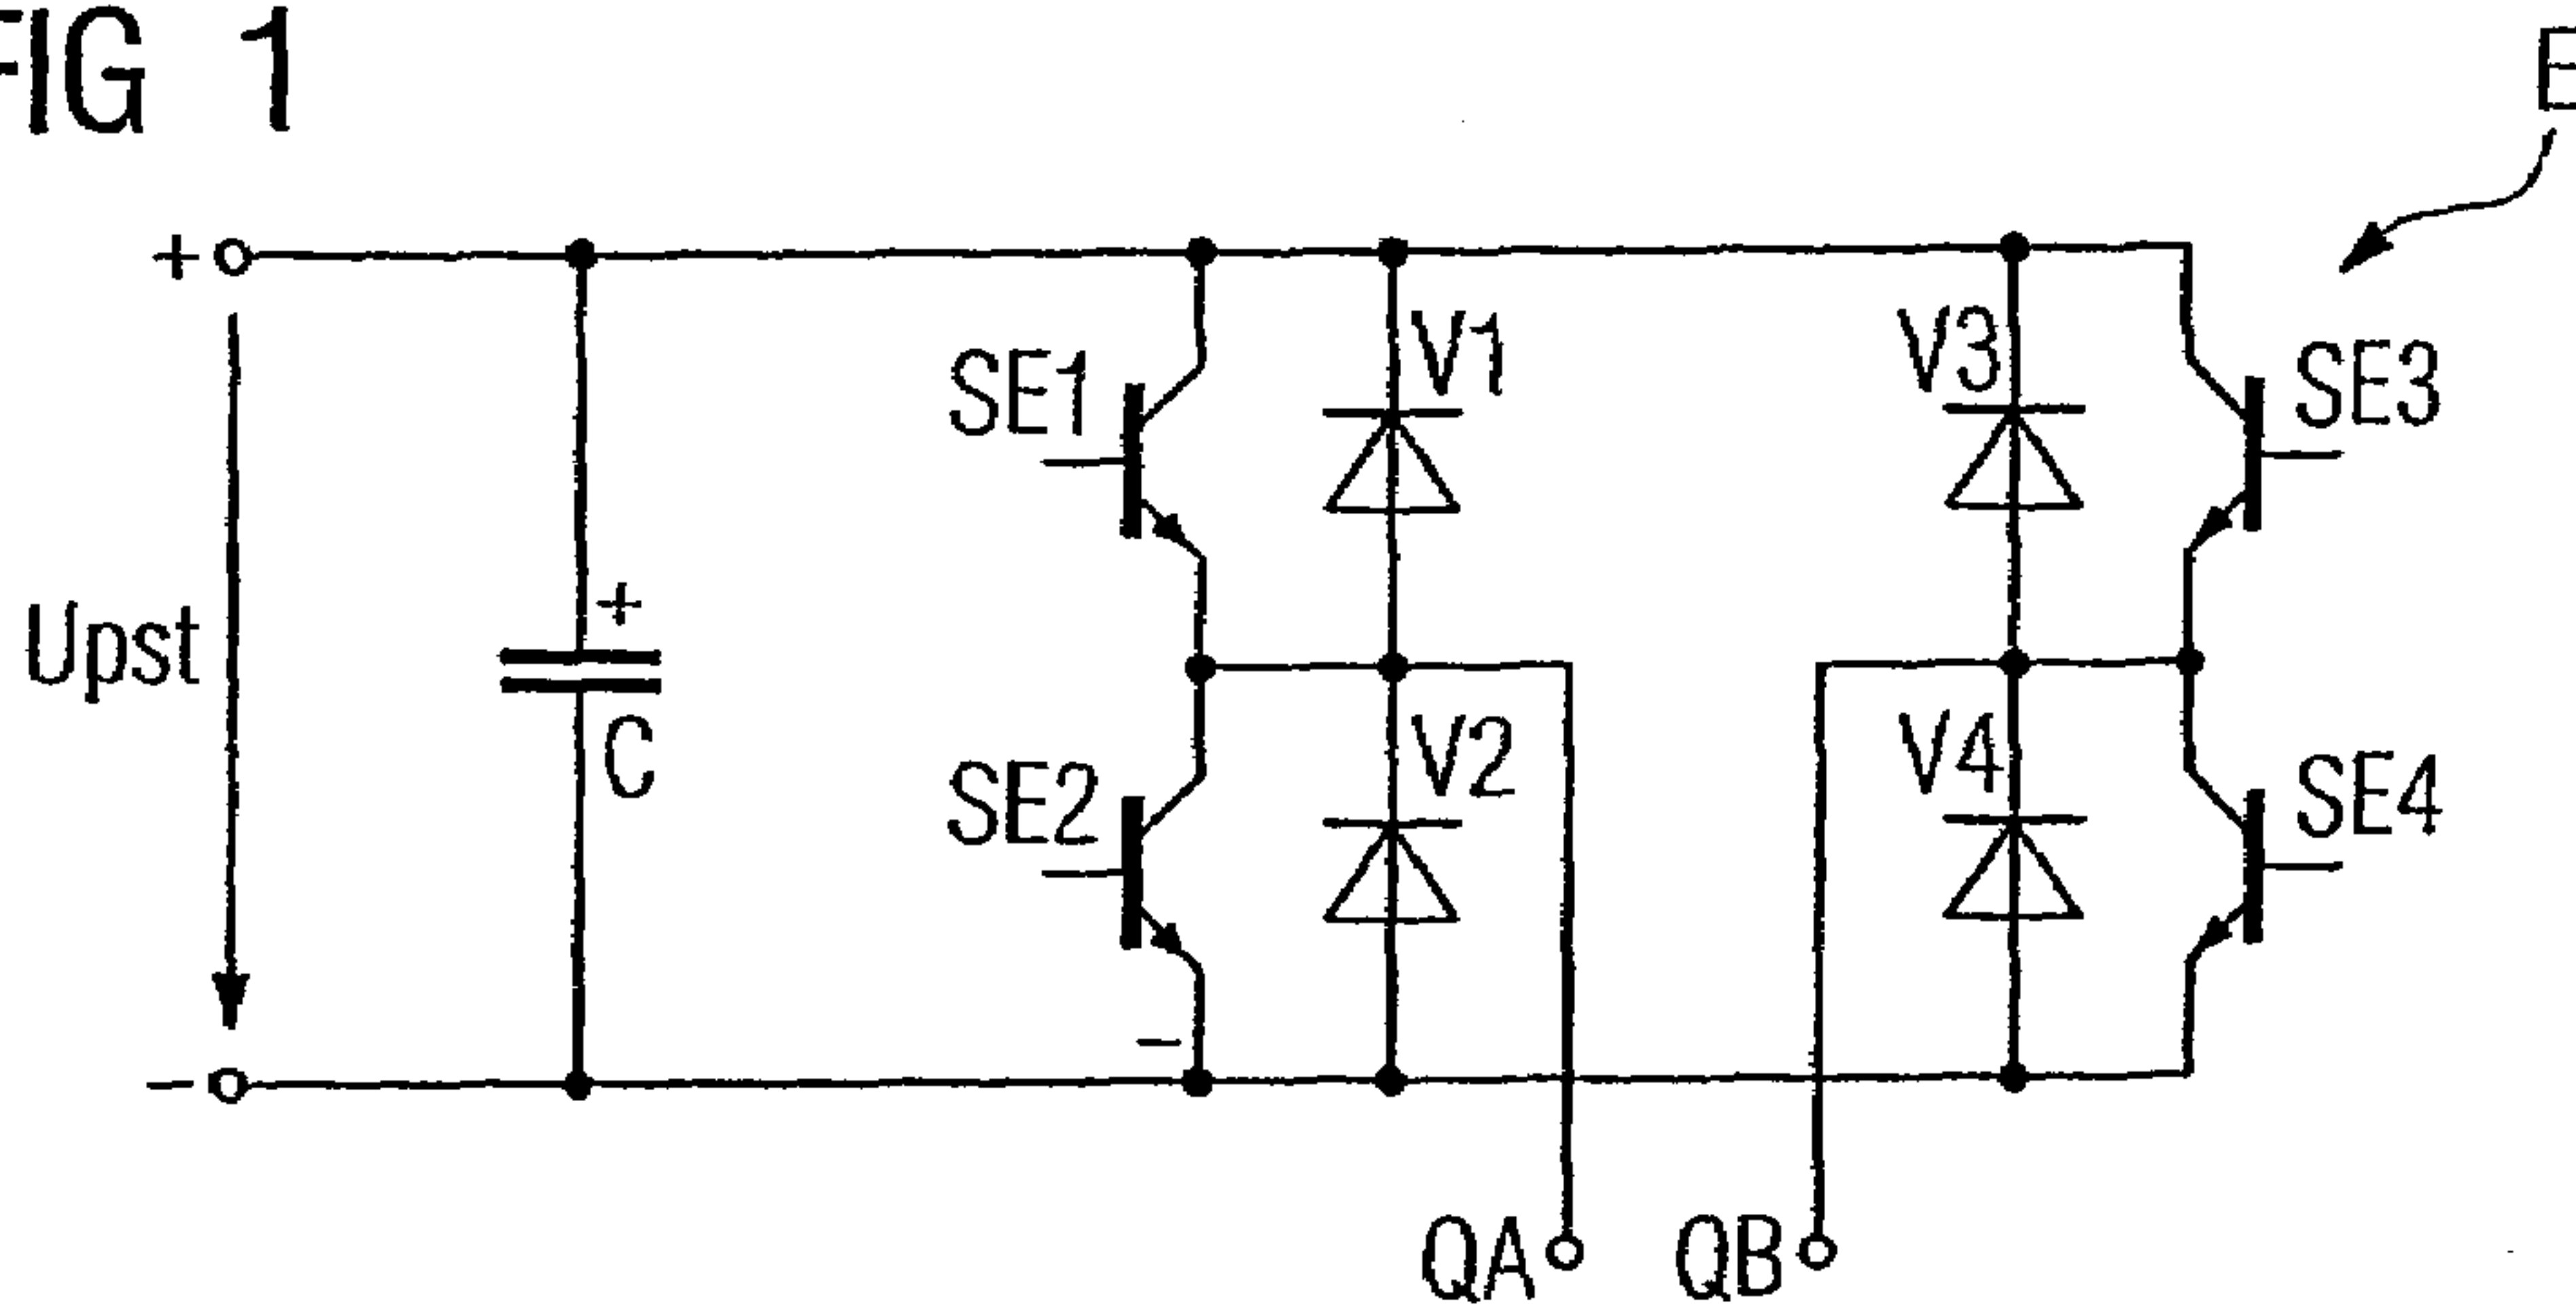 FIG 1
E
+
V1
V3
SE1
SE3
+
Upst
C
V2
V4
SE2
SE4
–
–
QA
QB